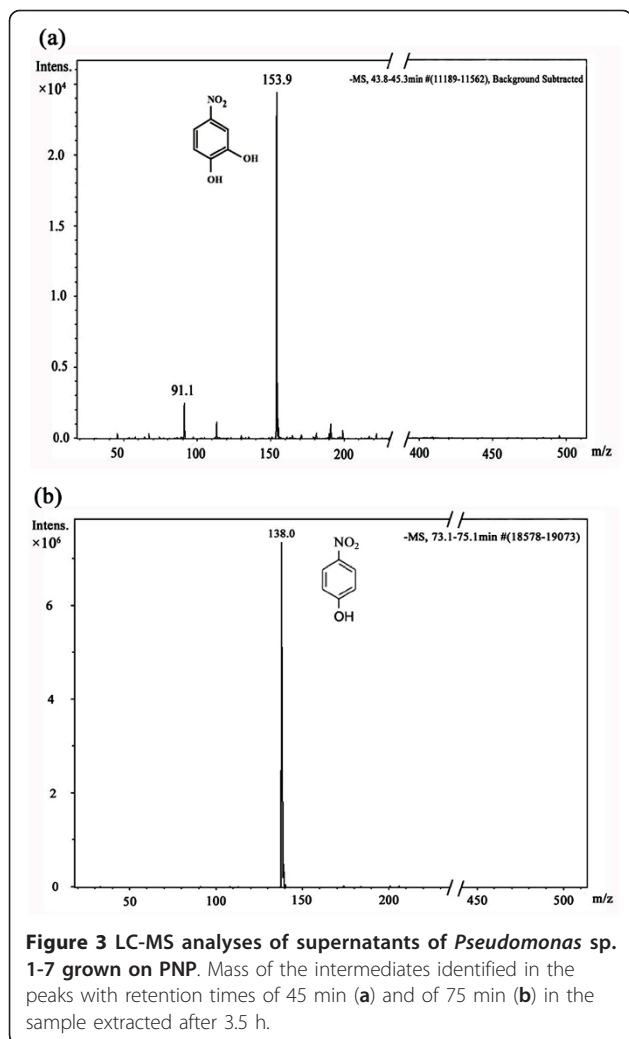 (a)
Intens.
×10⁴
153.9
-MS, 43.8-45.3min #(11189-11562), Background Subtracted
NO₂
OH
OH
2.0
1.5
1.0
0.5
91.1
0.0
50 100 150 200 400 450 500 m/z
(b)
Intens.
×10⁶
138.0
-MS, 73.1-75.1min #(18578-19073)
NO₂
OH
6
4
2
0
50 100 150 200 450 500 m/z
Figure 3 LC-MS analyses of supernatants of Pseudomonas sp.
1-7 grown on PNP. Mass of the intermediates identified in the
peaks with retention times of 45 min (a) and of 75 min (b) in the
sample extracted after 3.5 h.